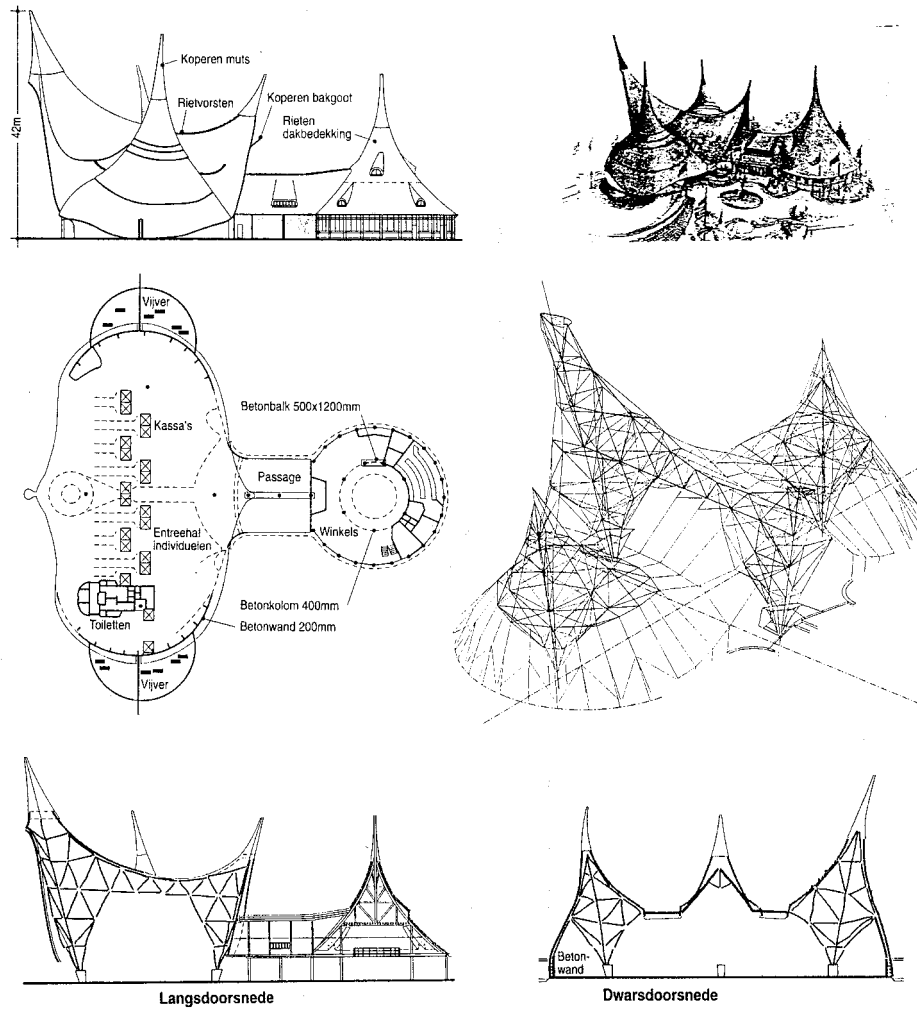 42m
Koperen muts
Rietvorsten
Koperen bakgoot
Rieten
dakbedekking
Vijver
Kassa's
Betonbalk 500x1200mm
Passage
Winkels
Entreehal
individuelen
Toiletten
Betonkolom 400mm
Betonwand 200mm
Vijver
Langsdoorsnede
Beton-
wand
Dwarsdoorsnede